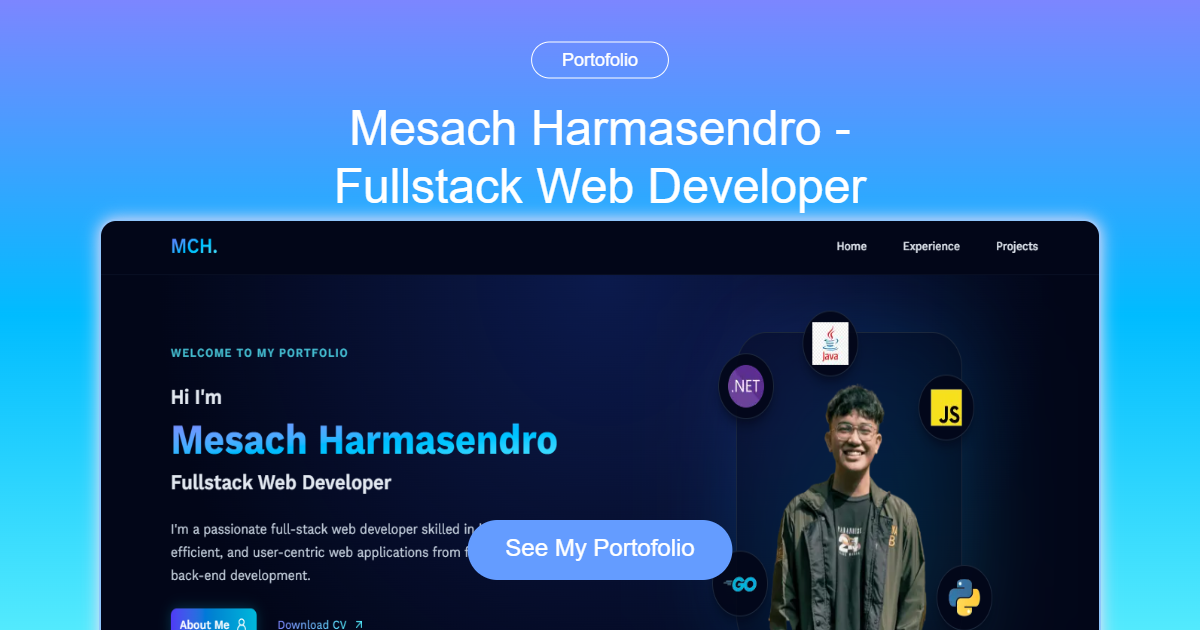 Portofolio
Mesach Harmasendro -
Fullstack Web Developer
MCH.
Home
Experience
Projects
WELCOME TO MY PORTFOLIO
Hi I'm
Mesach Harmasendro
Fullstack Web Developer
I'm a passionate full-stack web developer skilled in
efficient, and user-centric web applications from
back-end development.
See My Portofolio
About Me
Download CV
.NET
Java
JS
GO
24